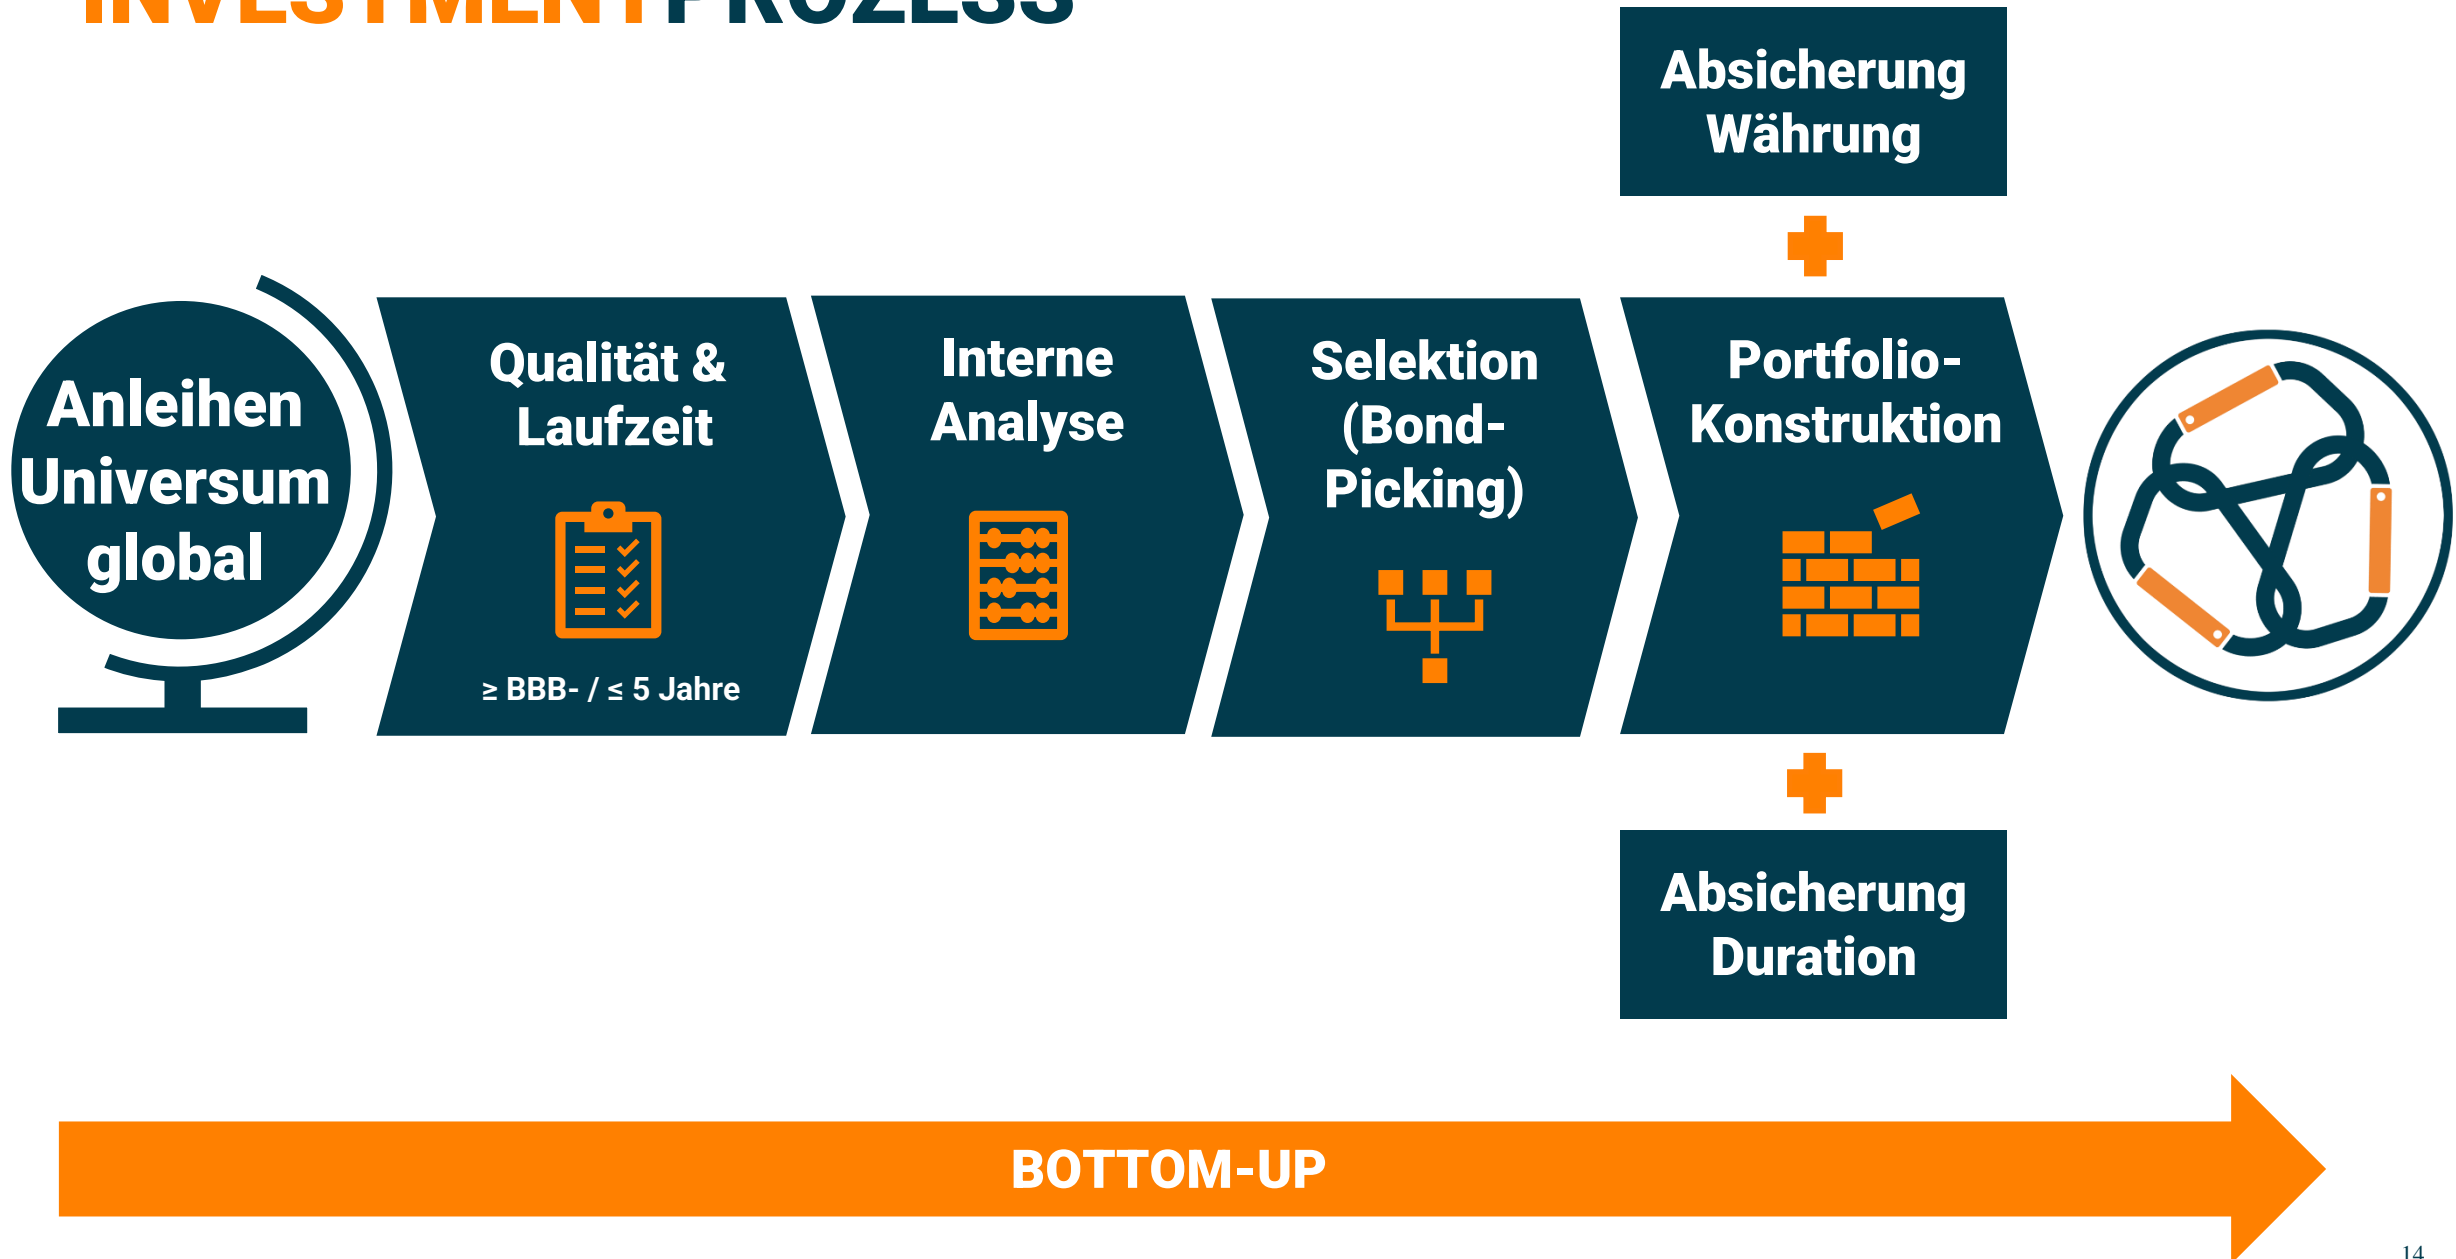 INVESTMENTPROZESS
Absicherung
Währung
Anleihen
Universum
global
Qualität &
Laufzeit
≥ BBB- / ≤ 5 Jahre
Interne
Analyse
Selektion
(Bond-
Picking)
Portfolio-
Konstruktion
Absicherung
Duration
BOTTOM-UP
14